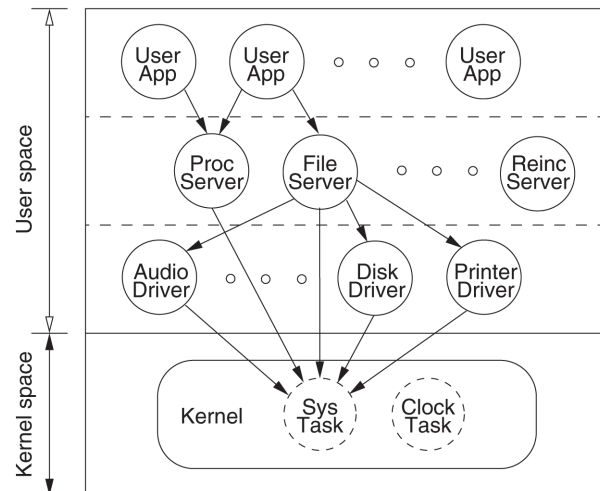 User space
User
App
User
App
User
App
Proc
Server
File
Server
Reinc
Server
Audio
Driver
Disk
Driver
Printer
Driver
Kernel space
Kernel
Sys
Task
Clock
Task